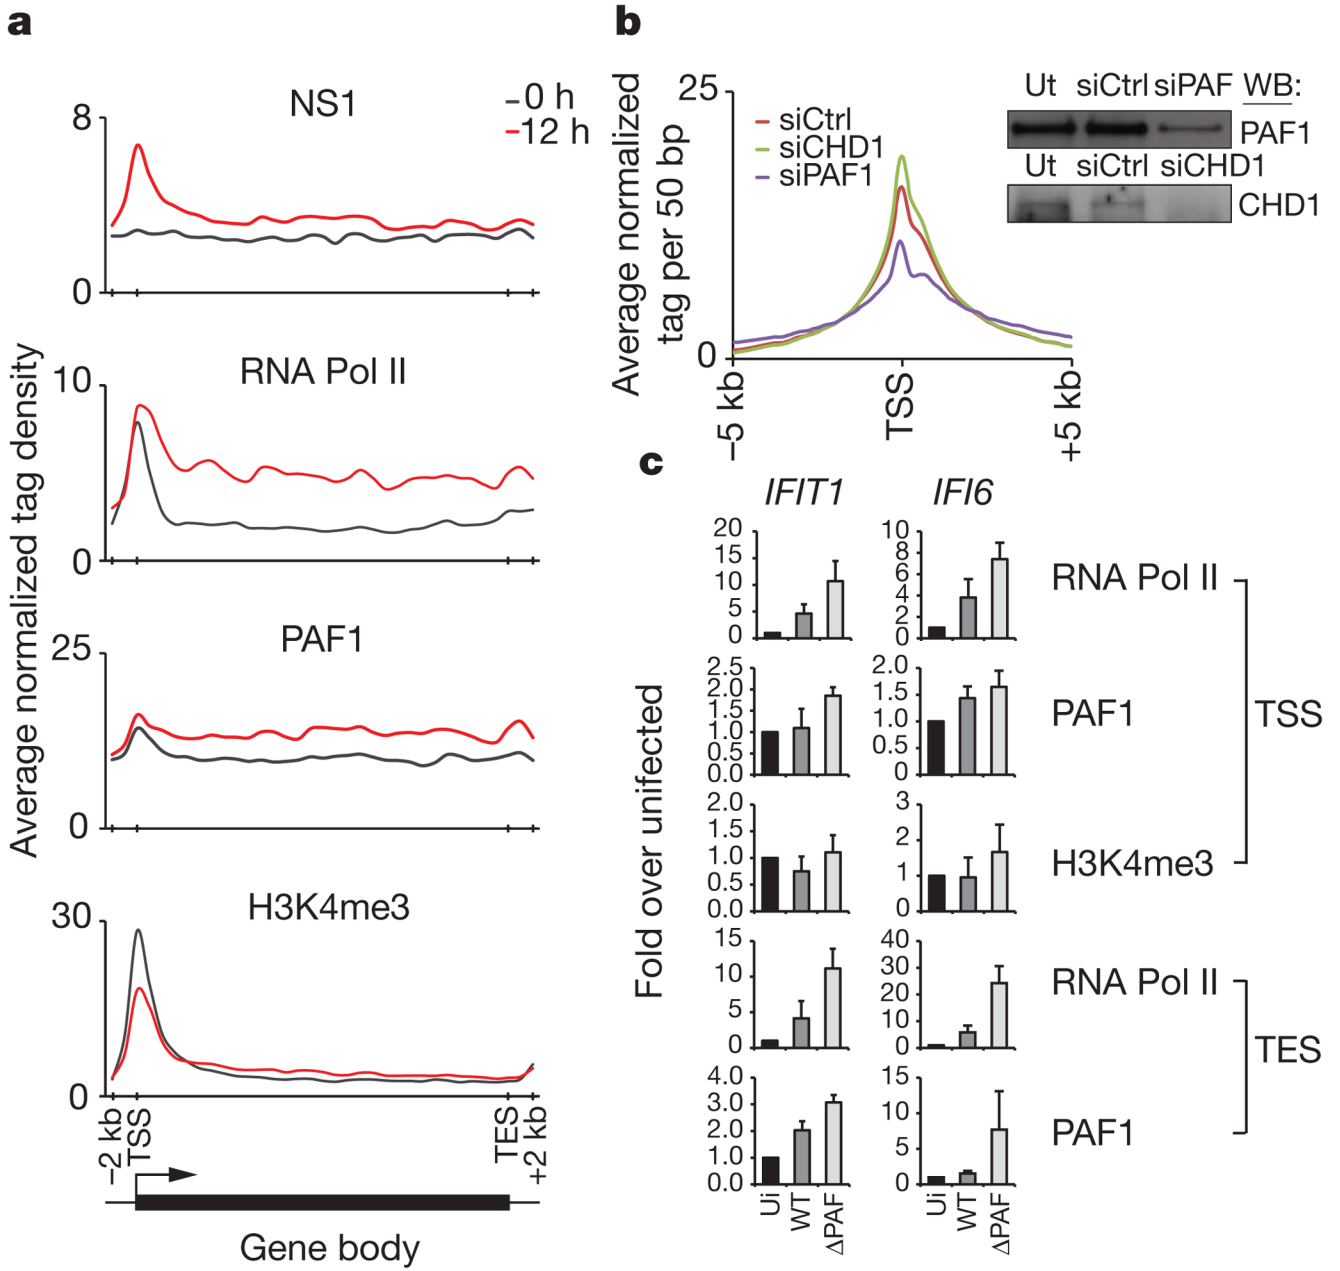 a
NS1
8
0
–0 h
–12 h
RNA Pol II
10
0
PAF1
25
0
H3K4me3
30
0
Average normalized tag density
–2 kb
TSS
TES
+2 kb
Gene body
b
Average normalized
tag per 50 bp
25
0
siCtrl
siCHD1
siPAF1
–5 kb
TSS
+5 kb
Ut siCtrl siPAF WB:
PAF1
Ut siCtrl siCHD1
CHD1
c
IFIT1 IFI6
Fold over unifected
20
15
10
5
0
10
8
6
4
2
0
RNA Pol II
2.5
2.0
1.5
1.0
0.5
0.0
2.0
1.5
1.0
0.5
0
PAF1
TSS
2.0
1.5
1.0
0.5
0.0
3
2
1
0
H3K4me3
15
10
5
0
40
30
20
10
0
RNA Pol II
TES
4.0
3.0
2.0
1.0
0.0
15
10
5
0
PAF1
Ui
WT
ΔPAF
Ui
WT
ΔPAF